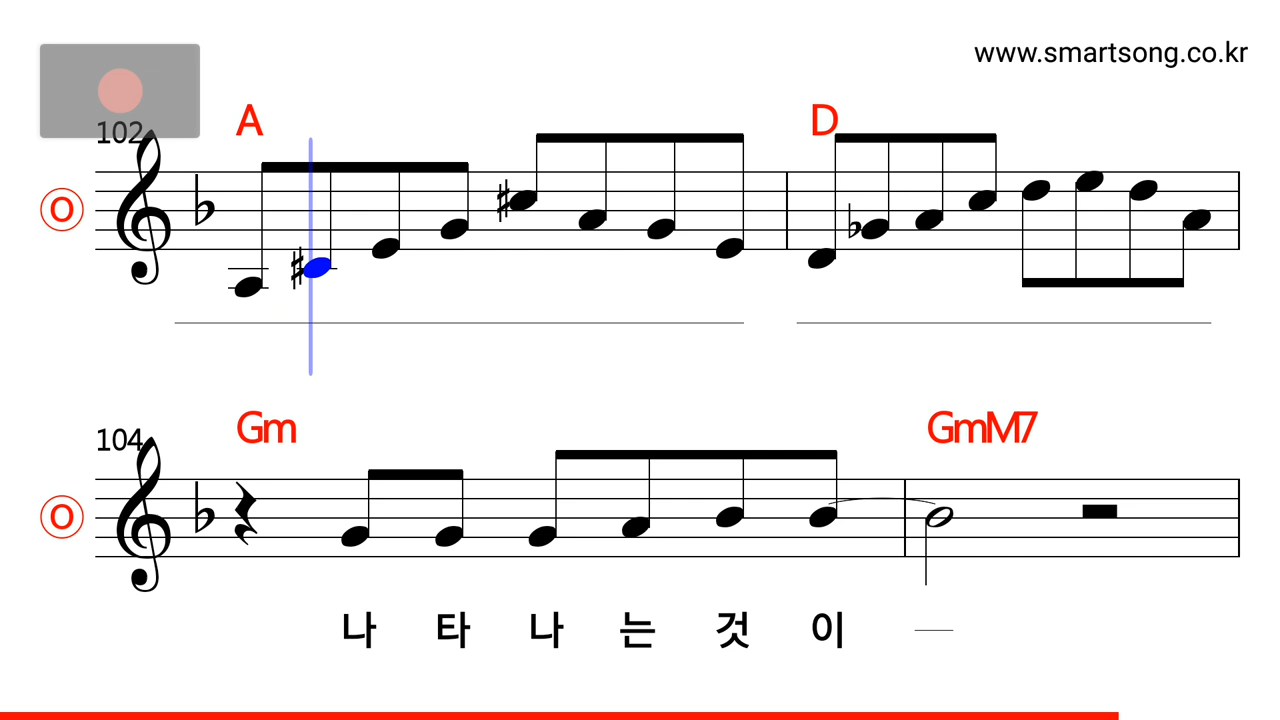 www.smartsong.co.kr
102
A D
O
104
Gm GmM7
O
나 타 나 는 것 이